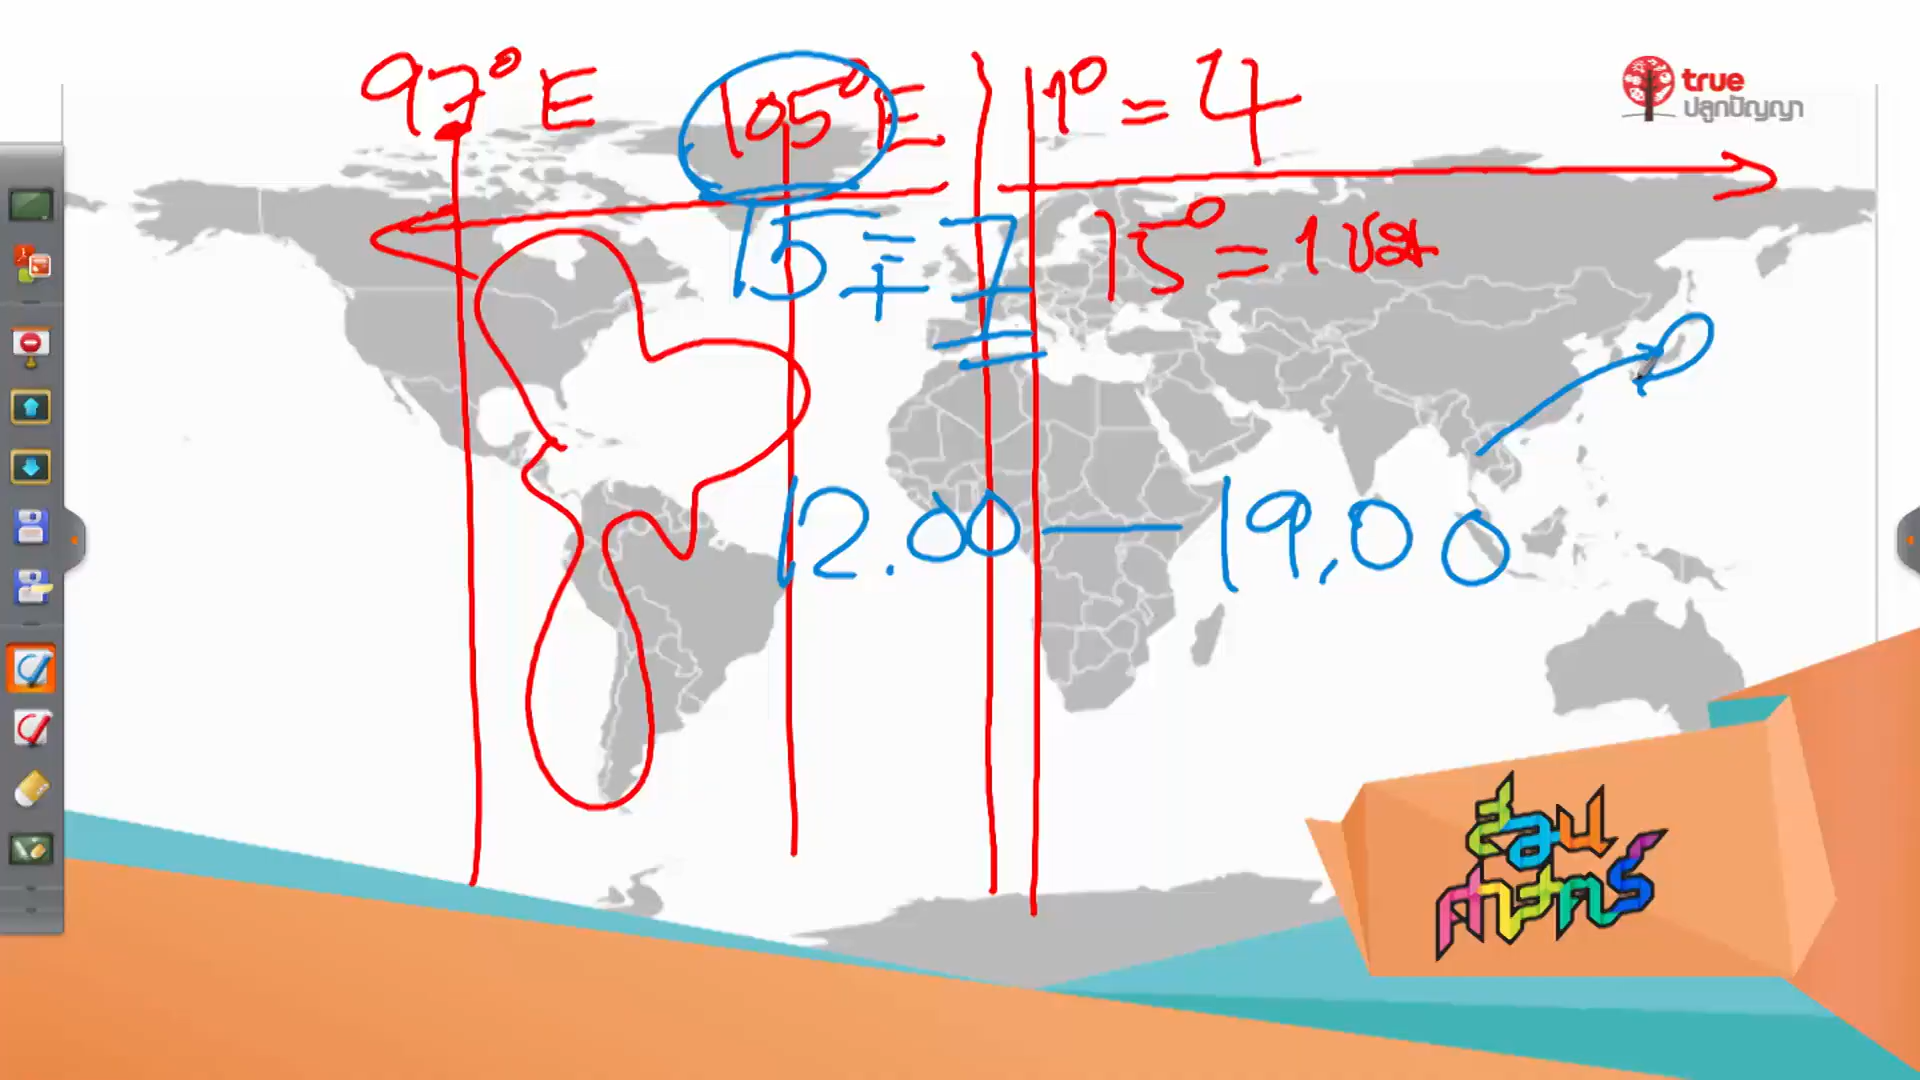 97° E 105° E 1° = 4
true
ปลูกปัญญา
15 = 7 15° = 1 ชม
12.00 — 19.00
สอน
ศาสตร์